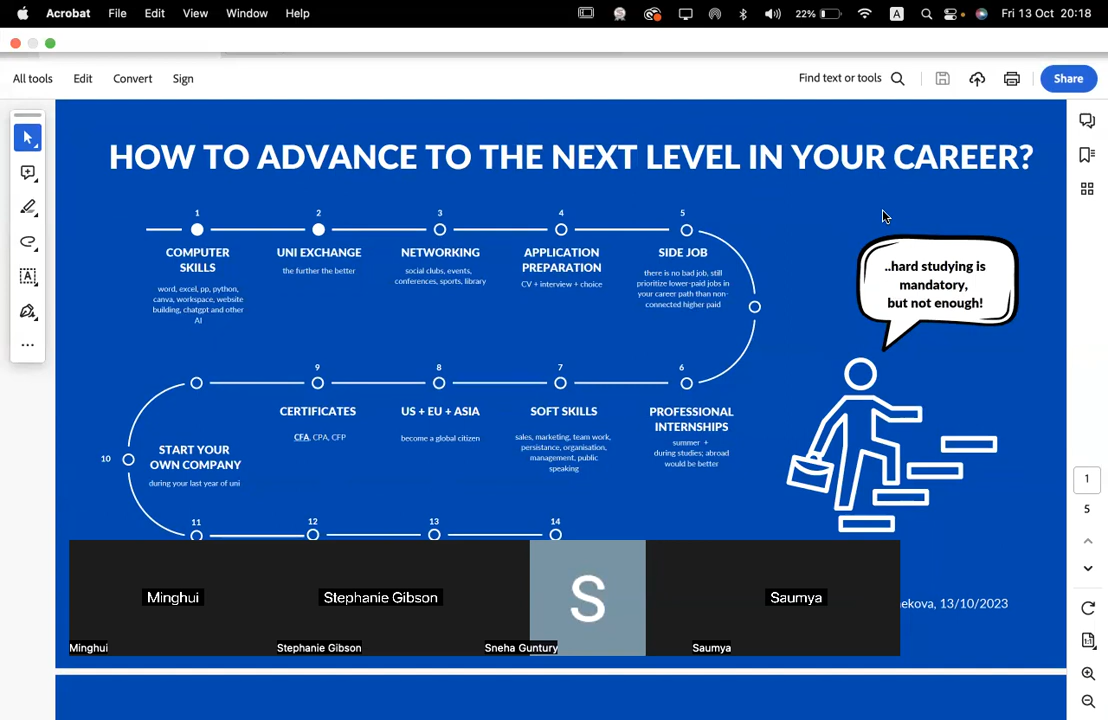 Acrobat File Edit View Window Help 22% A Fri 13 Oct 20:18
All tools Edit Convert Sign Find text or tools Share
HOW TO ADVANCE TO THE NEXT LEVEL IN YOUR CAREER?
1 2 3 4 5
COMPUTER
SKILLS
word, excel, pp, python,
canva, workspace, website
building, chatgpt and other
AI
UNI EXCHANGE
the further the better
NETWORKING
social clubs, events,
conferences, sports, library
APPLICATION
PREPARATION
CV + interview + choice
SIDE JOB
there is no bad job, still
prioritize lower-paid jobs in
your career path than non-
connected higher paid
..hard studying is
mandatory,
but not enough!
9 8 7 6
CERTIFICATES
CFA, CPA, CFP
US + EU + ASIA
become a global citizen
SOFT SKILLS
sales, marketing, team work,
persistance, organisation,
management, public
speaking
PROFESSIONAL
INTERNSHIPS
summer +
during studies; abroad
would be better
10
START YOUR
OWN COMPANY
during your last year of uni
11 12 13 14
Minghui Stephanie Gibson S Saumya
Minghui Stephanie Gibson Sneha Guntury Saumya
ekova, 13/10/2023
1
5
1:1